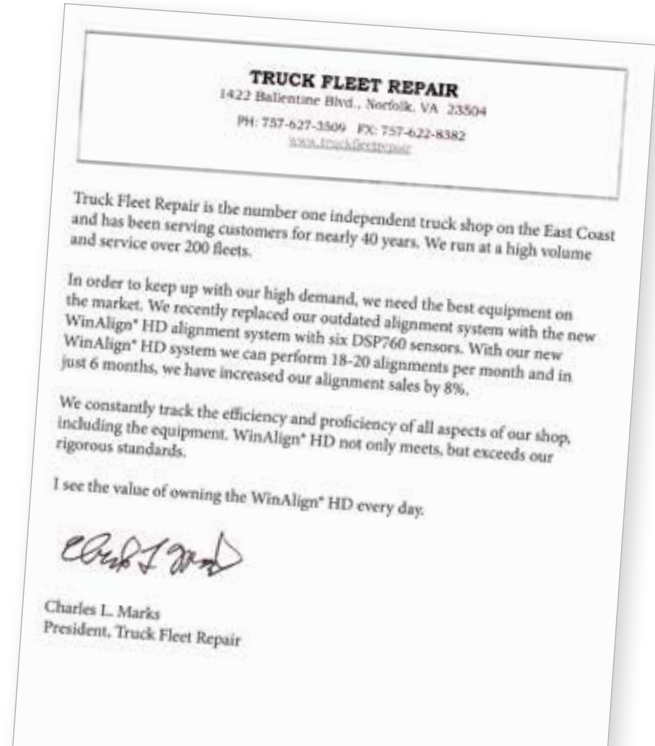 TRUCK FLEET REPAIR
1422 Ballentine Blvd., Norfolk, VA 23504
PH: 757-627-3509 FX: 757-622-8382
www.truckfleetrepair
Truck Fleet Repair is the number one independent truck shop on the East Coast
and has been serving customers for nearly 40 years. We run at a high volume
and service over 200 fleets.
In order to keep up with our high demand, we need the best equipment on
the market. We recently replaced our outdated alignment system with the new
WinAlign® HD alignment system with six DSP760 sensors. With our new
WinAlign® HD system we can perform 18-20 alignments per month and in
just 6 months, we have increased our alignment sales by 8%.
We constantly track the efficiency and proficiency of all aspects of our shop,
including the equipment. WinAlign® HD not only meets, but exceeds our
rigorous standards.
I see the value of owning the WinAlign® HD every day.
Charles L. Marks
President, Truck Fleet Repair